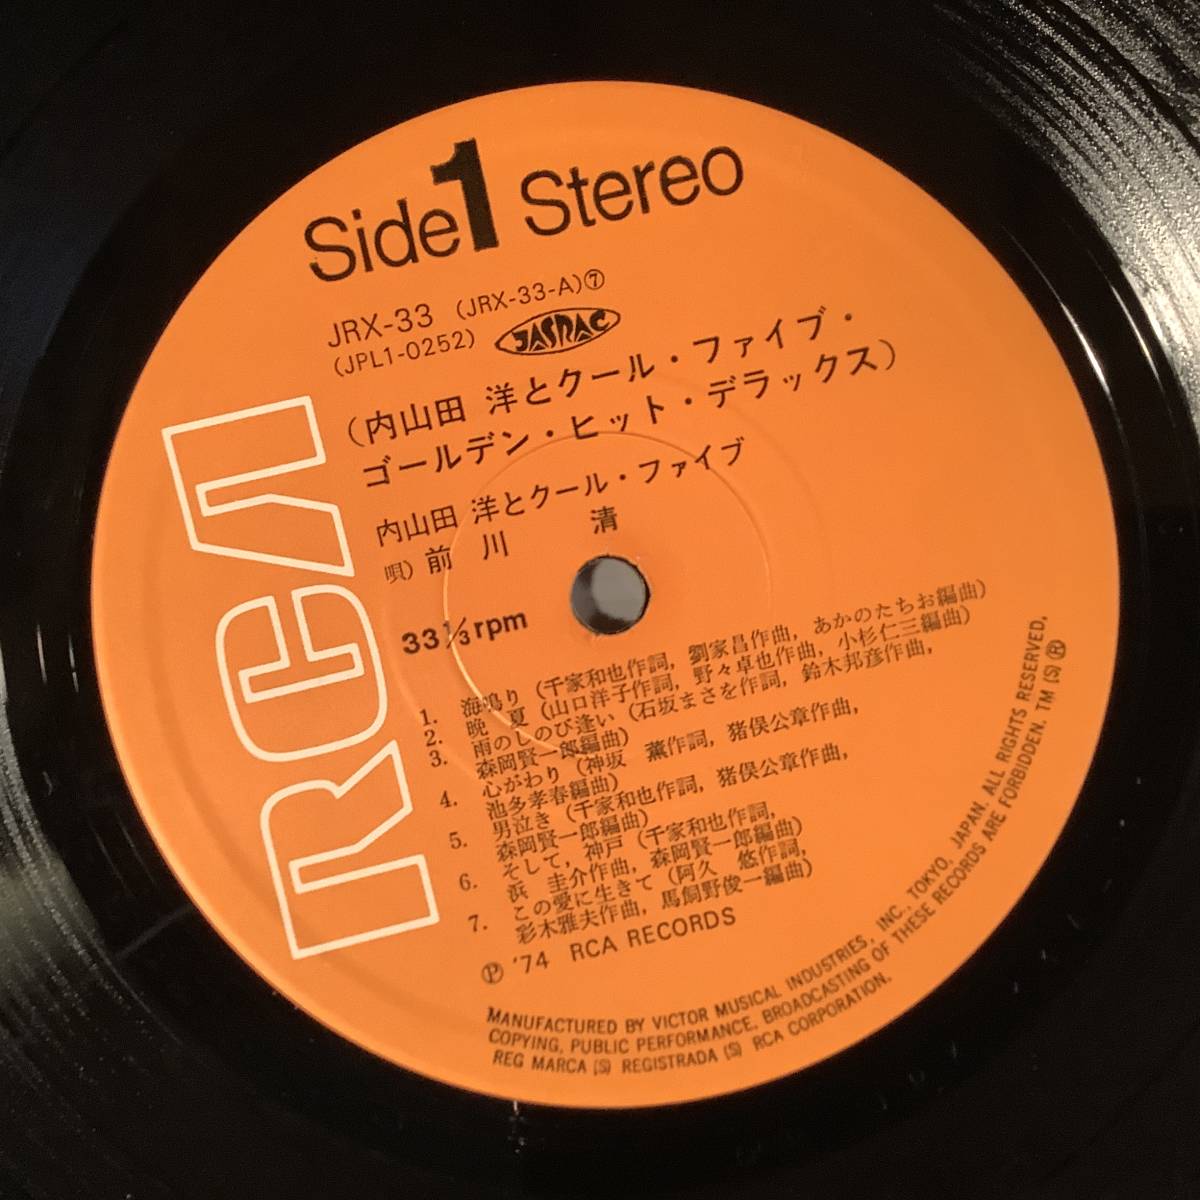 Side 1 Stereo
JRX-33 (JRX-33-A)⑦
(JPL1-0252) JASRAC
(内山田 洋とクール・ファイブ・
ゴールデン・ヒット・デラックス)
内山田 洋とクール・ファイブ
唄) 前川 清
33 1/3 rpm
RCA
1. 海鳴り (千家和也作詞, 劉家昌作曲, あかのたちお編曲)
2. 晩 夏 (山口洋子作詞, 野々卓也作曲, 小杉仁三編曲)
3. 雨のしのび逢い (石坂まさを作詞, 鈴木邦彦作曲,
森岡賢一郎編曲)
4. 心がわり (神坂 薫作詞, 猪俣公章作曲,
池多孝春編曲)
5. 男泣き (千家和也作詞, 猪俣公章作曲,
森岡賢一郎編曲)
6. そして, 神戸 (千家和也作詞,
浜 圭介作曲, 森岡賢一郎編曲)
7. この愛に生きて (阿久 悠作詞,
彩木雅夫作曲, 馬飼野俊一編曲)
Ⓟ '74 RCA RECORDS
MANUFACTURED BY VICTOR MUSICAL INDUSTRIES, INC., TOKYO, JAPAN. ALL RIGHTS RESERVED,
COPYING, PUBLIC PERFORMANCE, BROADCASTING OF THESE RECORDS ARE FORBIDDEN. TM (S) ®
REG MARCA (S) REGISTRADA (S) RCA CORPORATION.